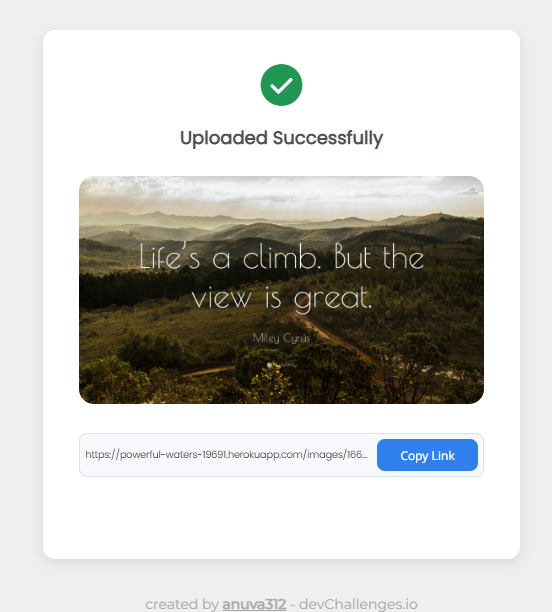 Uploaded Successfully
Life's a climb. But the
view is great.
Miley Cyrus
https://powerful-waters-19691.herokuapp.com/images/166...
Copy Link
created by anuva312 - devChallenges.io